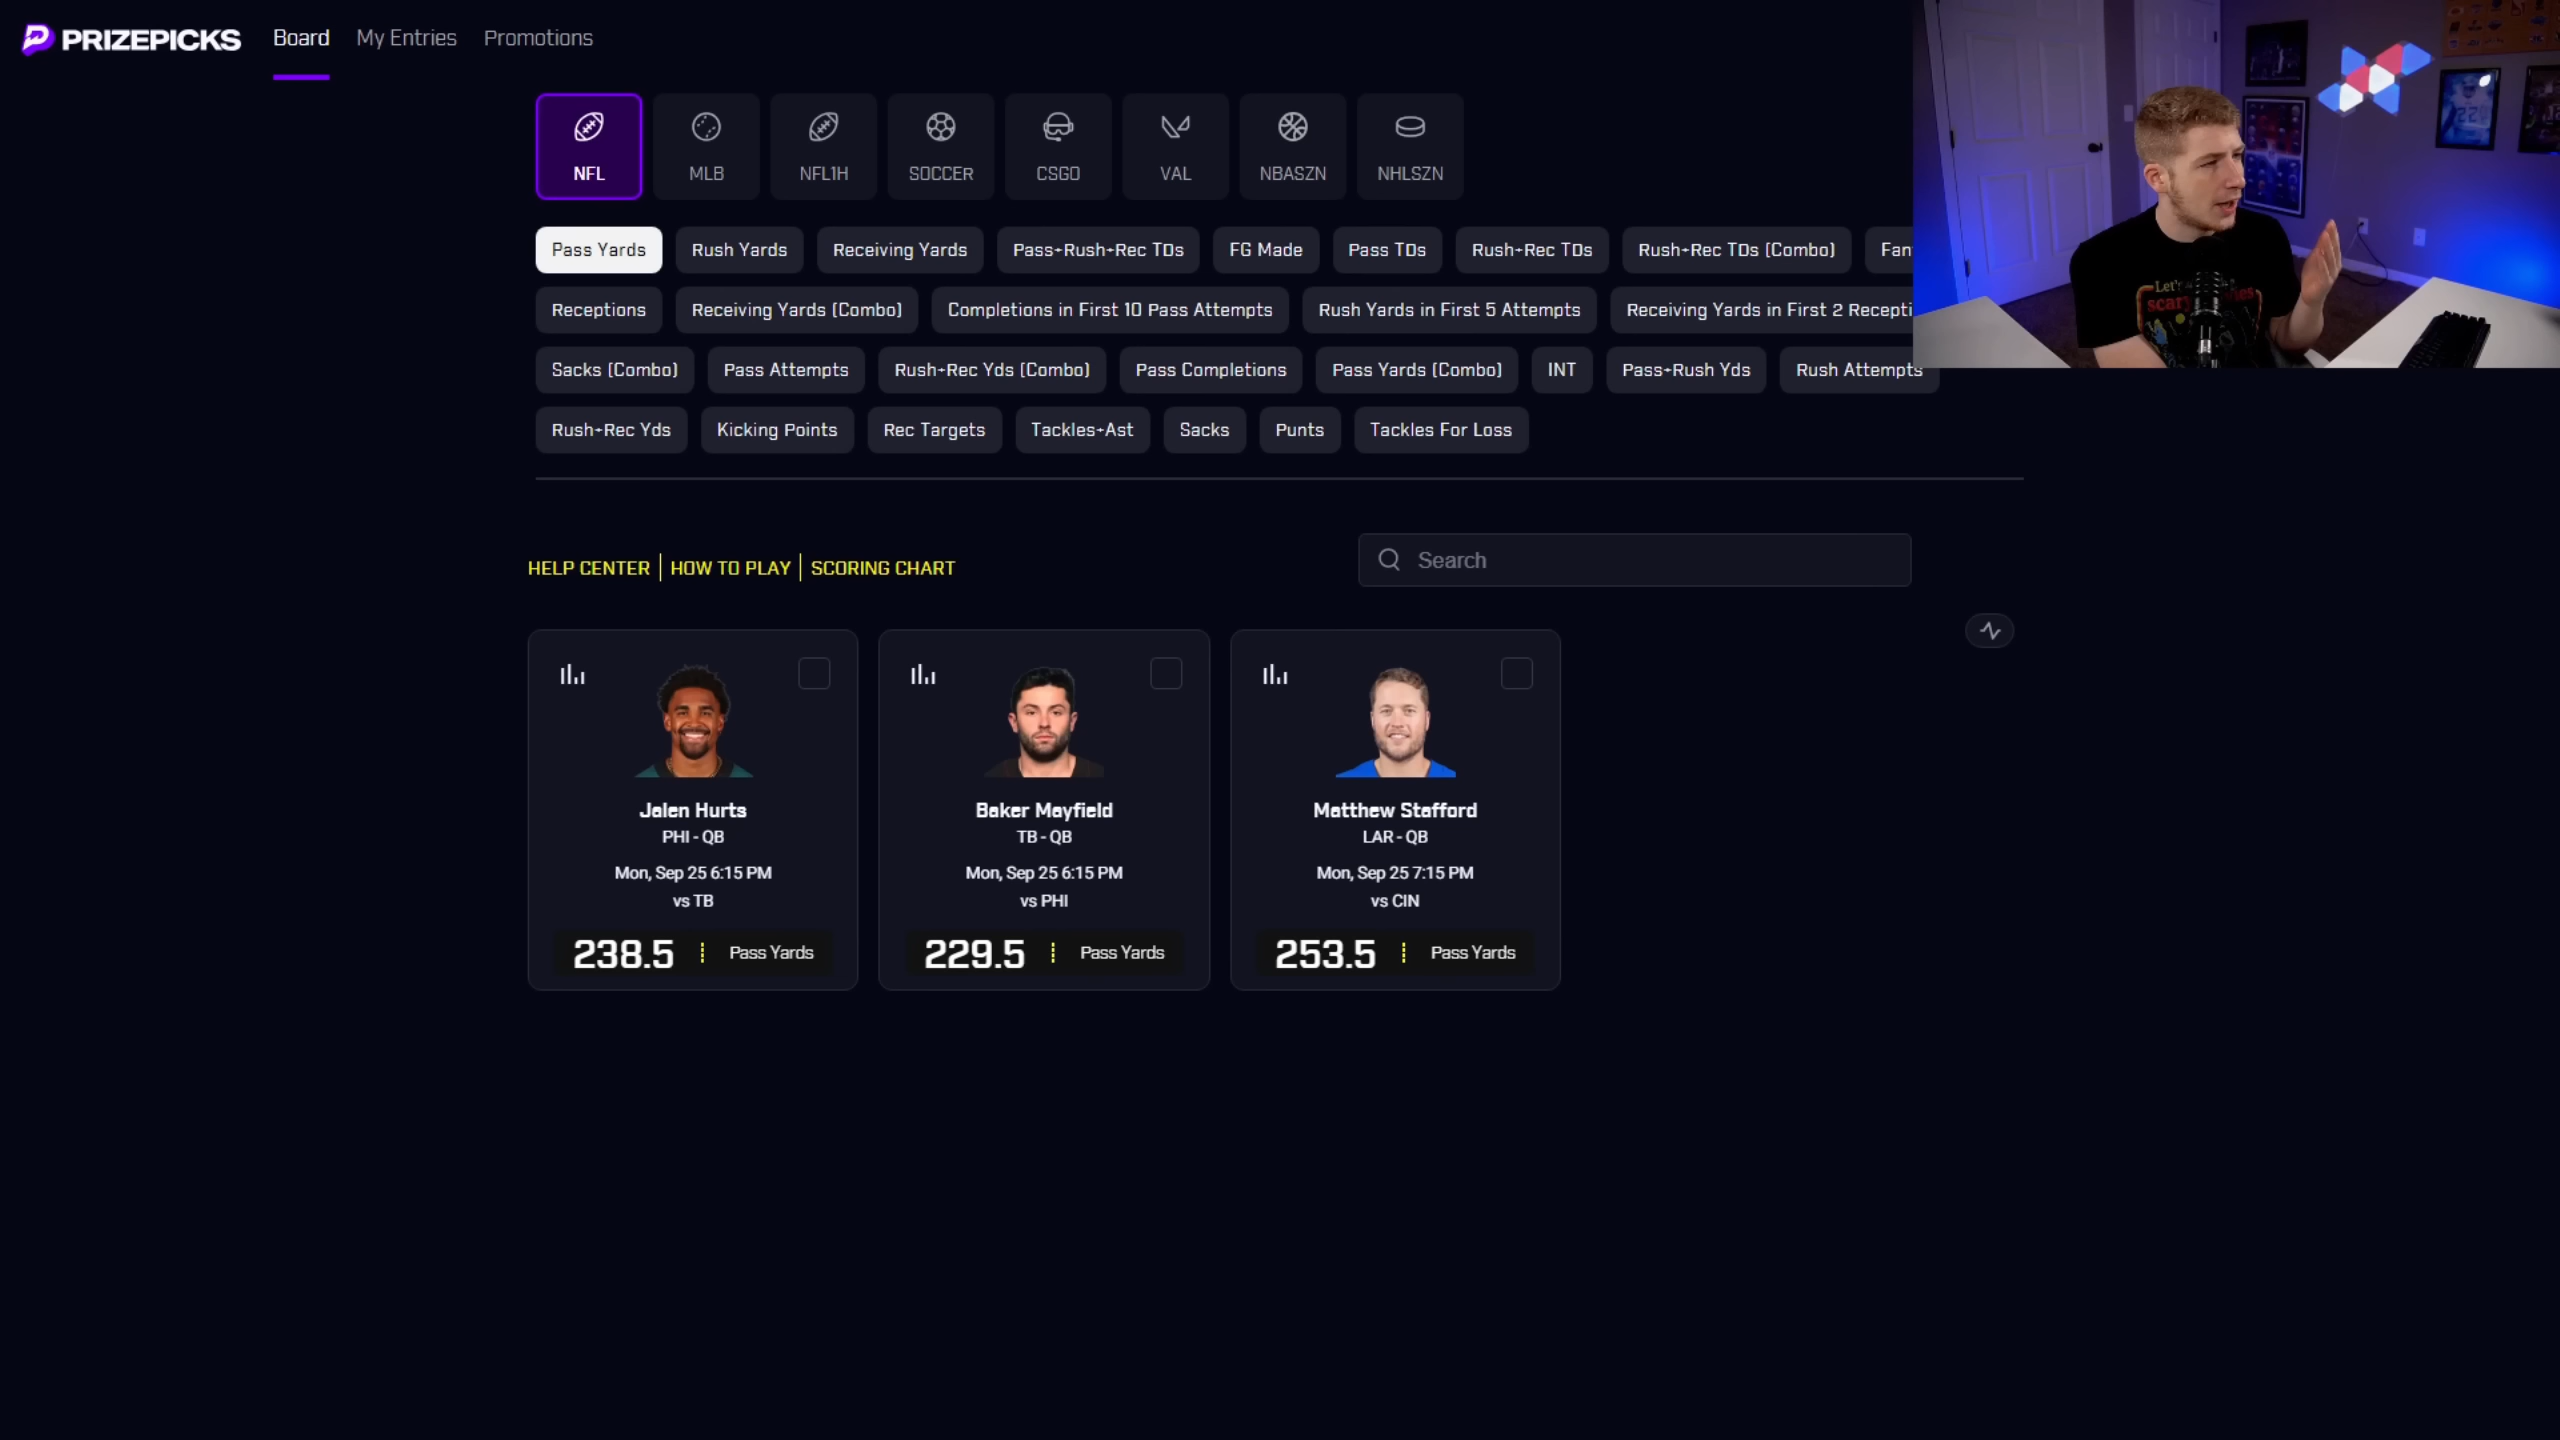 PRIZEPICKS
Board
My Entries
Promotions
NFL
MLB
NFL1H
SOCCER
CSGO
VAL
NBASZN
NHLSZN
Pass Yards
Rush Yards
Receiving Yards
Pass+Rush+Rec TDs
FG Made
Pass TDs
Rush+Rec TDs
Rush+Rec TDs (Combo)
Receptions
Receiving Yards (Combo)
Completions in First 10 Pass Attempts
Rush Yards in First 5 Attempts
Receiving Yards in First 2
Sacks (Combo)
Pass Attempts
Rush+Rec Yds (Combo)
Pass Completions
Pass Yards (Combo)
INT
Pass+Rush Yds
Rush Attempts
Rush+Rec Yds
Kicking Points
Rec Targets
Tackles+Ast
Sacks
Punts
Tackles For Loss
HELP CENTER
HOW TO PLAY
SCORING CHART
Search
Jalen Hurts
PHI - QB
Mon, Sep 25 6:15 PM
vs TB
238.5
Pass Yards
Baker Mayfield
TB - QB
Mon, Sep 25 6:15 PM
vs PHI
229.5
Pass Yards
Matthew Stafford
LAR - QB
Mon, Sep 25 7:15 PM
vs CIN
253.5
Pass Yards